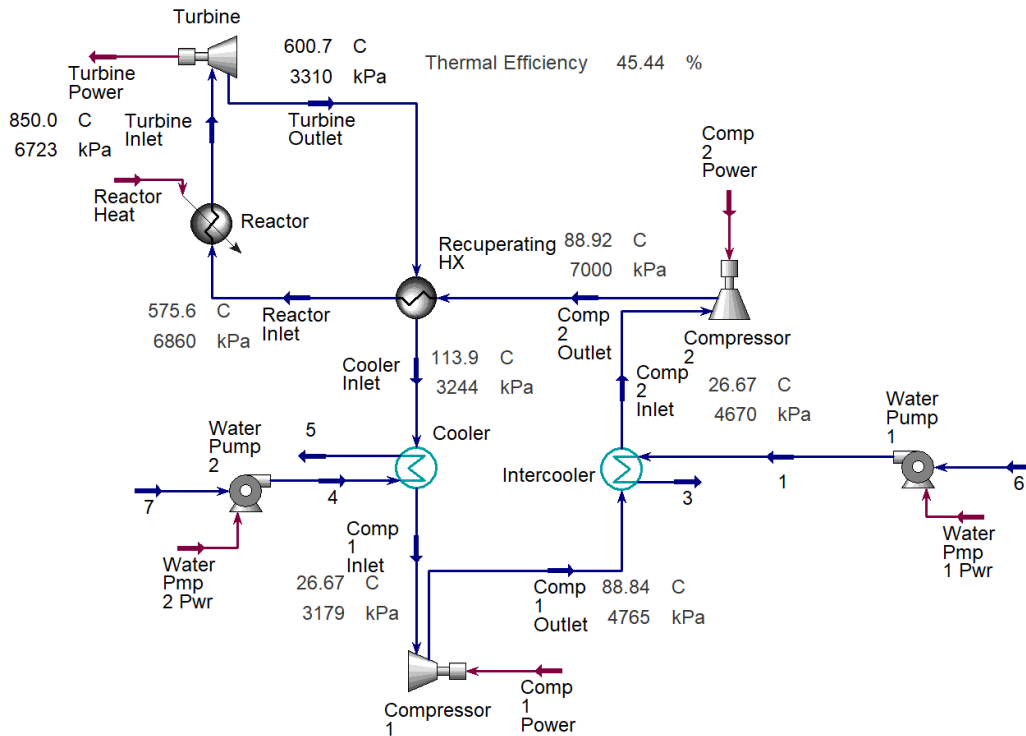 Turbine
600.7 C
3310 kPa
Thermal Efficiency 45.44 %
Turbine
Power
850.0 C
6723 kPa
Turbine
Inlet
Turbine
Outlet
Comp
2
Power
Reactor
Heat
Reactor
Recuperating
HX
88.92 C
7000 kPa
575.6 C
6860 kPa
Reactor
Inlet
Comp
2
Outlet
Compressor
2
Cooler
Inlet
113.9 C
3244 kPa
Comp
2
Inlet
26.67 C
4670 kPa
Water
Pump
1
Water
Pump
2
5
Cooler
Intercooler
7
4
3
1
6
Water
Pmp
2 Pwr
Comp
1
Inlet
26.67 C
3179 kPa
Comp
1
Outlet
88.84 C
4765 kPa
Water
Pmp
1 Pwr
Compressor
1
Comp
1
Power